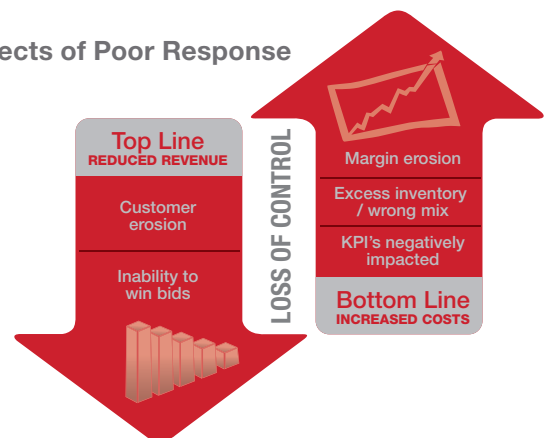 ects of Poor Response
Top Line
REDUCED REVENUE
Customer
erosion
Inability to
win bids
LOSS OF CONTROL
Margin erosion
Excess inventory
/ wrong mix
KPI's negatively
impacted
Bottom Line
INCREASED COSTS